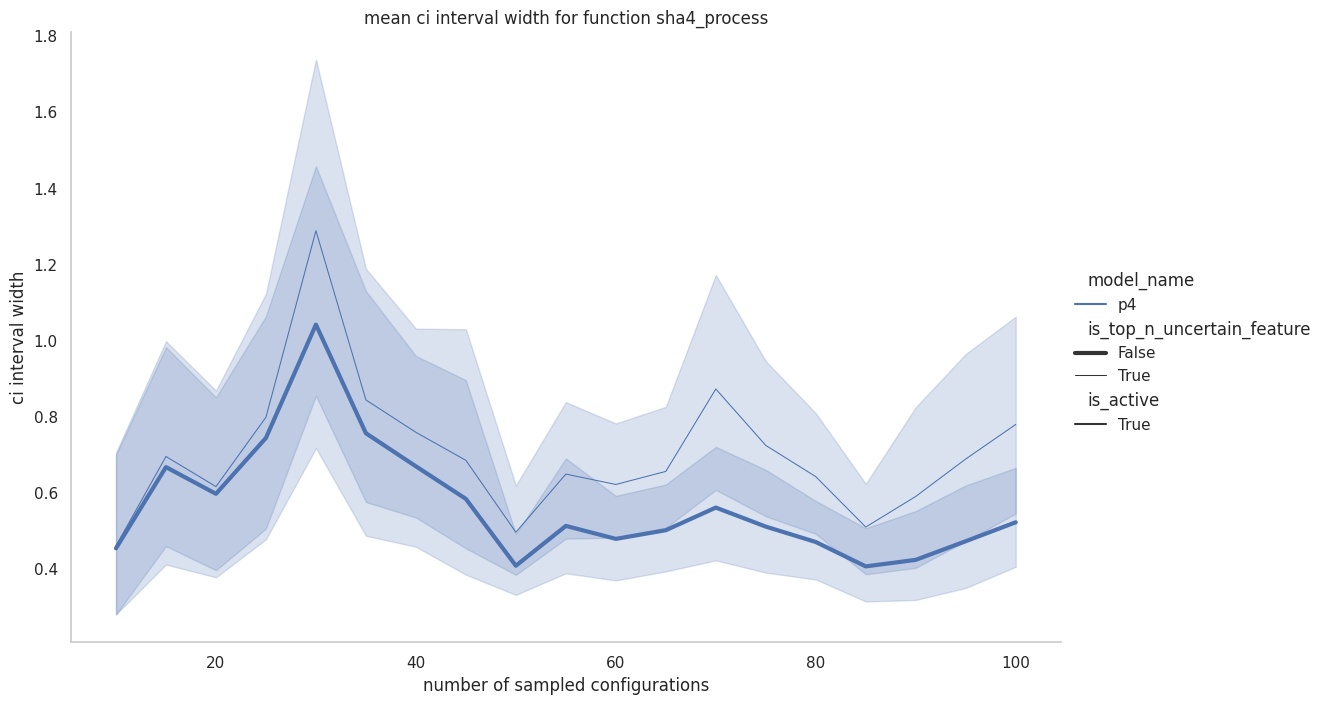 mean ci interval width for function sha4_process
1.8
1.6
1.4
1.2
1.0
0.8
0.6
0.4
ci interval width
20
40
60
80
100
number of sampled configurations
model_name
p4
is_top_n_uncertain_feature
False
True
is_active
True